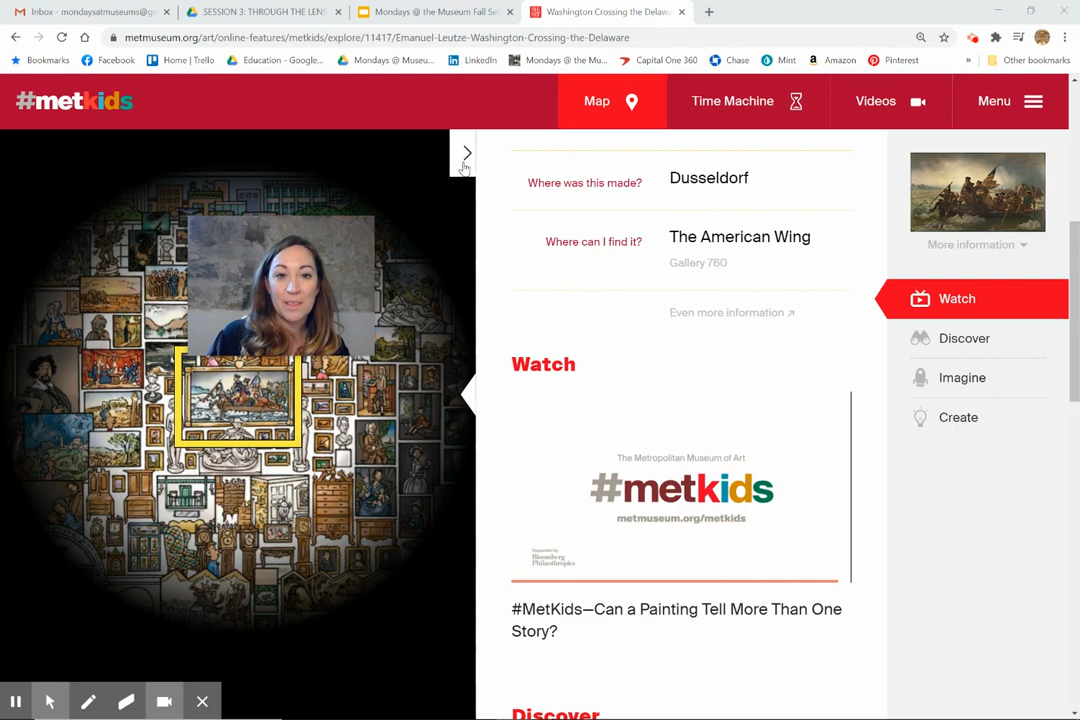 Inbox - mondaysatmuseums@g
SESSION 3: THROUGH THE LENS
Mondays @ the Museum Fall Se
Washington Crossing the Delaw
metmuseum.org/art/online-features/metkids/explore/11417/Emanuel-Leutze-Washington-Crossing-the-Delaware
Bookmarks
Facebook
Home | Trello
Education - Google...
Mondays @ Museu...
LinkedIn
Mondays @ the Mu...
Capital One 360
Chase
Mint
Amazon
Pinterest
»
Other bookmarks
#metkids
Map
Time Machine
Videos
Menu
Where was this made?
Dusseldorf
Where can I find it?
The American Wing
Gallery 760
Even more information
More information
Watch
Discover
Imagine
Create
Watch
The Metropolitan Museum of Art
#metkids
metmuseum.org/metkids
Supported by
Bloomberg
Philanthropies
#MetKids—Can a Painting Tell More Than One
Story?
Discover